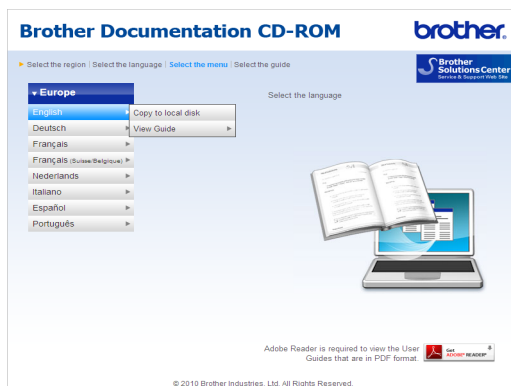 Brother Documentation CD-ROM
brother.
Select the region | Select the language | Select the menu | Select the guide
Brother
SolutionsCenter
Service & Support Web Site
Europe
Select the language
English
Copy to local disk
Deutsch
View Guide
Français
Français (Suisse/Belgique)
Nederlands
Italiano
Español
Português
Adobe Reader is required to view the User
Guides that are in PDF format.
Get
ADOBE® READER®
© 2010 Brother Industries, Ltd. All Rights Reserved.